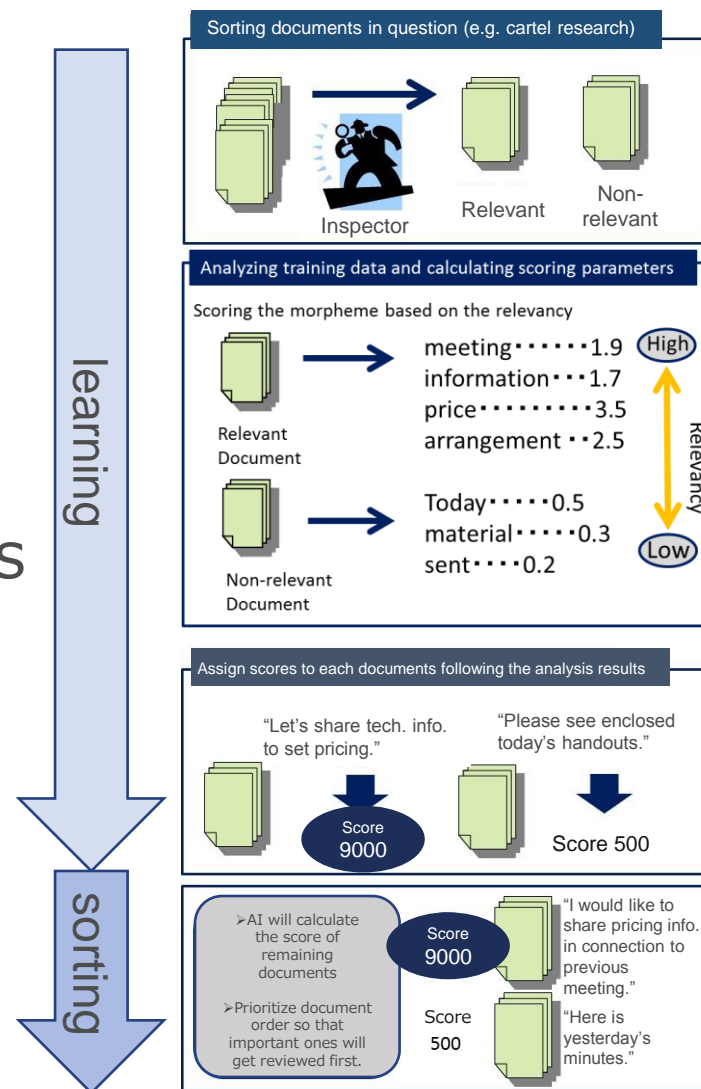 Sorting documents in question (e.g. cartel research)
Inspector
Relevant
Non-
relevant
Analyzing training data and calculating scoring parameters
Scoring the morpheme based on the relevancy
Relevant
Document
meeting・・・・・・1.9
information・・・1.7
price・・・・・・・・・3.5
arrangement・・2.5
High
Relevancy
Low
Non-relevant
Document
Today・・・・・0.5
material・・・・・0.3
sent・・・・0.2
learning
s
Assign scores to each documents following the analysis results
“Let’s share tech. info.
to set pricing.”
Score
9000
“Please see enclosed
today’s handouts.”
Score 500
sorting
➢AI will calculate
the score of
remaining
documents
➢Prioritize document
order so that
important ones will
get reviewed first.
Score
9000
“I would like to
share pricing info.
in connection to
previous
meeting.”
Score
500
“Here is
yesterday’s
minutes.”